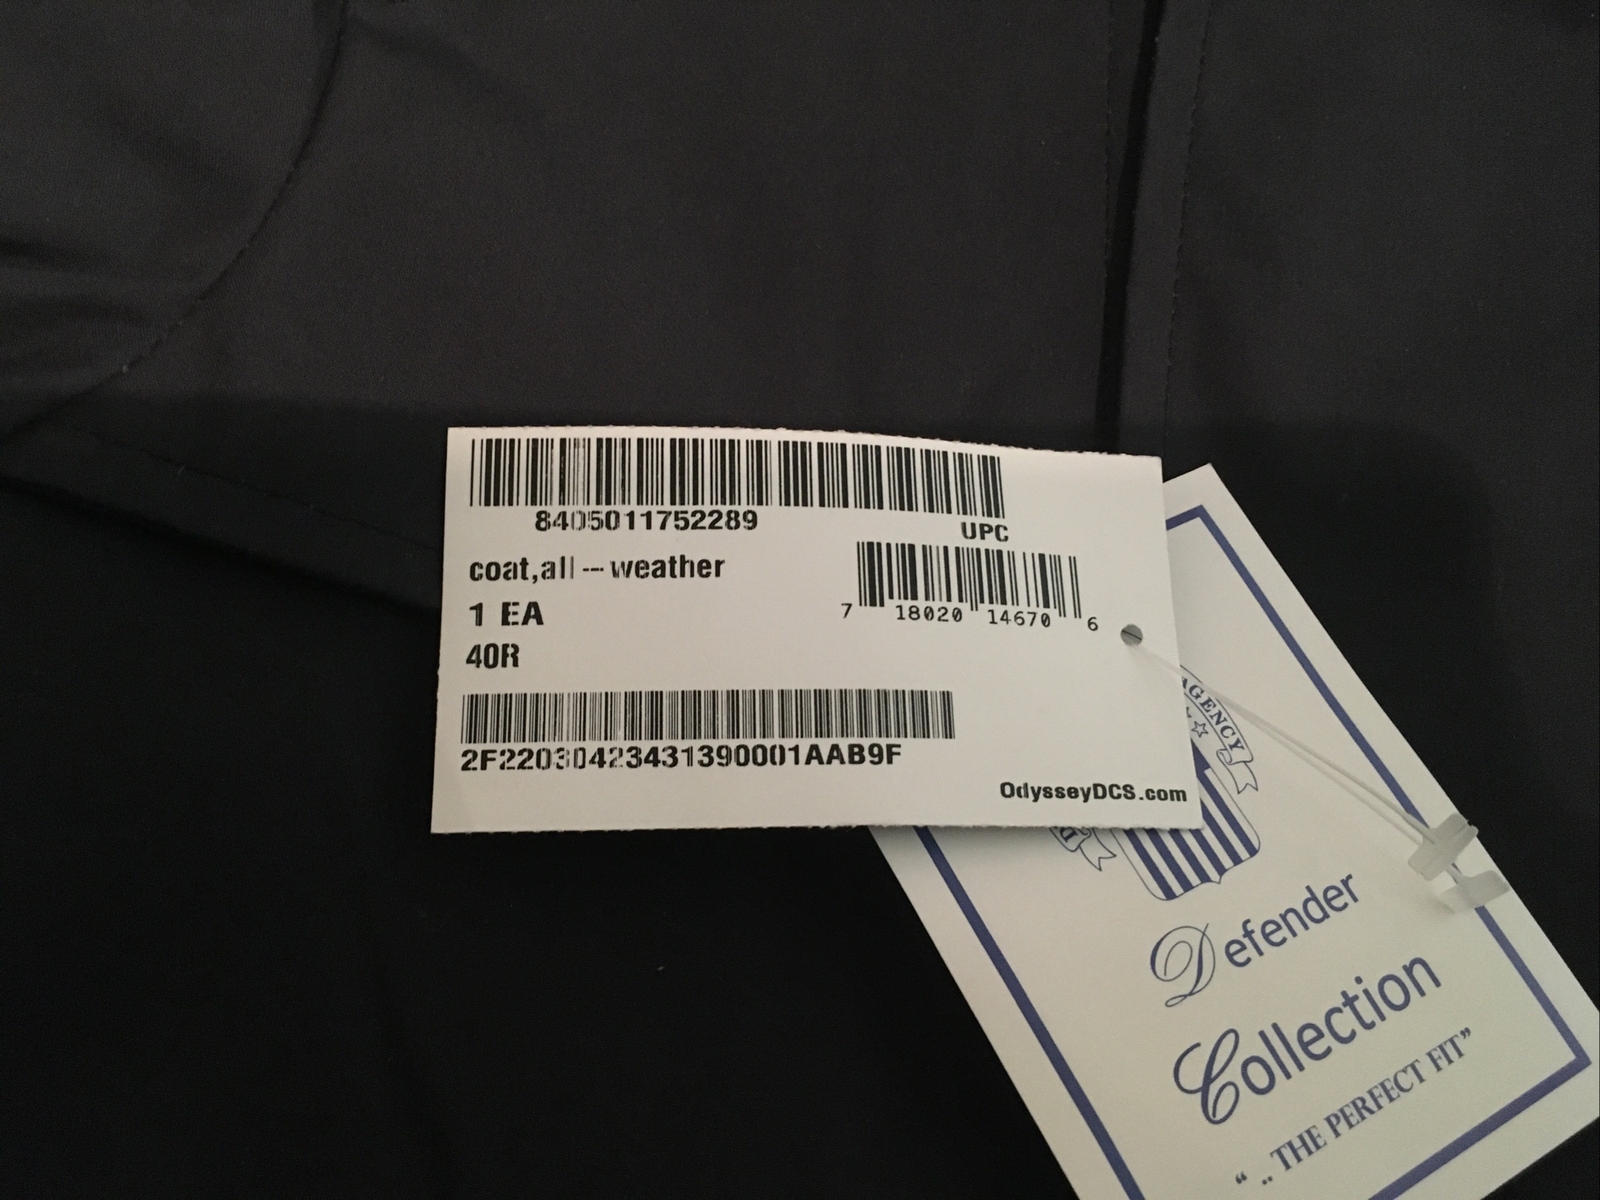 8405011752289
UPC
coat,all -- weather
7 18020 14670 6
1 EA
40R
2F22030423431390001AAB9F
OdysseyDCS.com
AGENCY
Defender
Collection
“ .. THE PERFECT FIT”